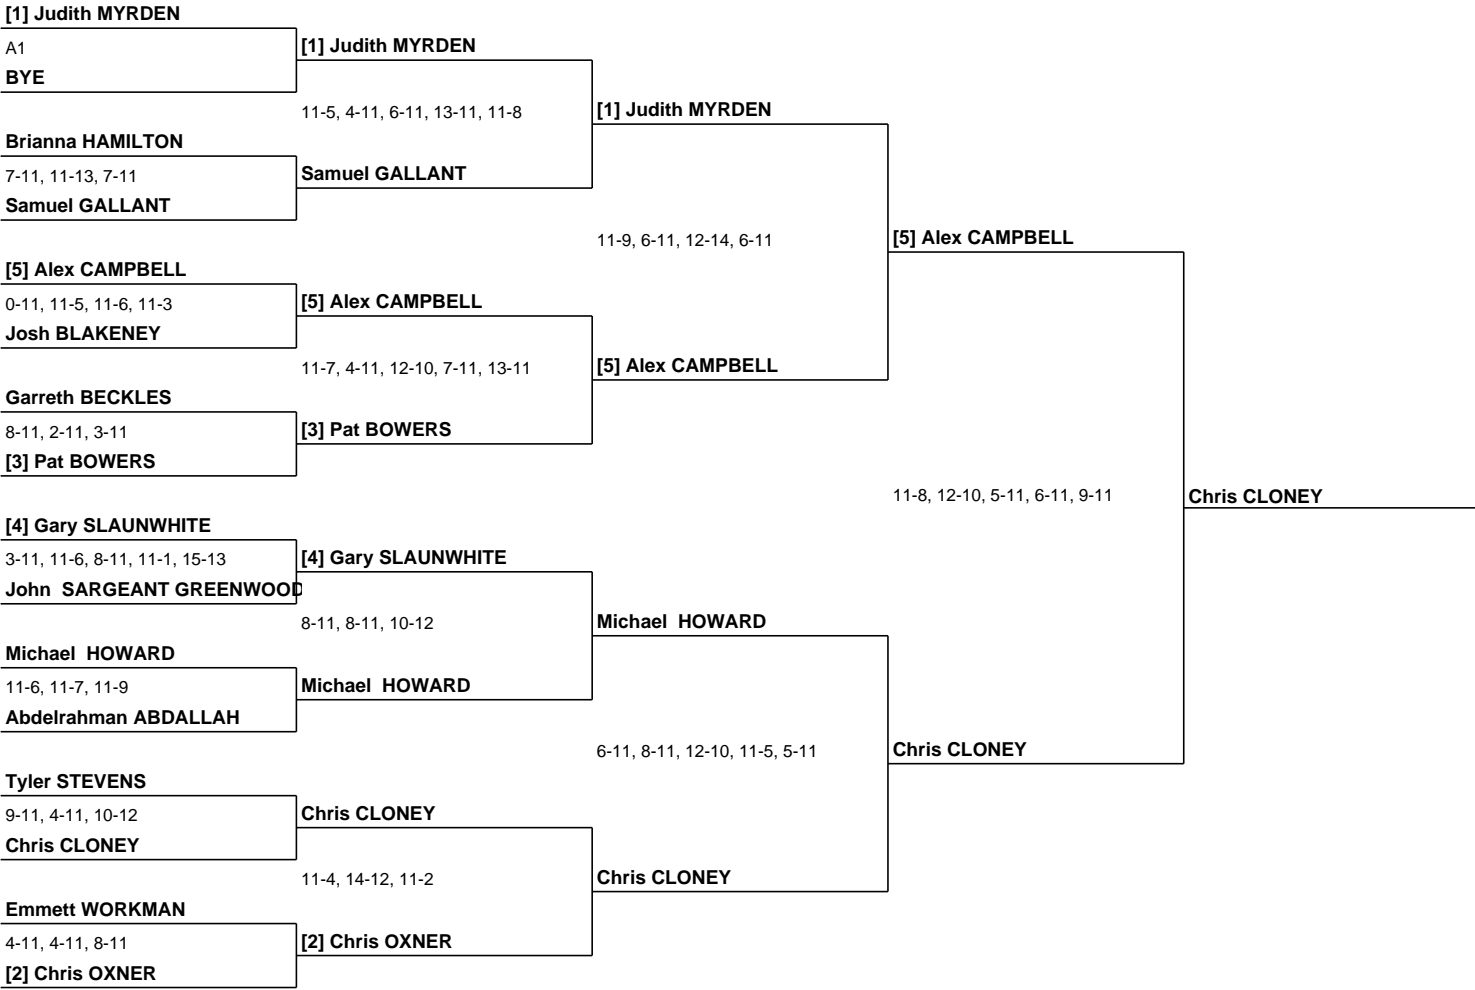 [1] Judith MYRDEN
A1
BYE
Brianna HAMILTON
7-11, 11-13, 7-11
Samuel GALLANT
[5] Alex CAMPBELL
0-11, 11-5, 11-6, 11-3
Josh BLAKENEY
Garreth BECKLES
8-11, 2-11, 3-11
[3] Pat BOWERS
[4] Gary SLAUNWHITE
3-11, 11-6, 8-11, 11-1, 15-13
John  SARGEANT GREENWOOD
Michael  HOWARD
11-6, 11-7, 11-9
Abdelrahman ABDALLAH
Tyler STEVENS
9-11, 4-11, 10-12
Chris CLONEY
Emmett WORKMAN
4-11, 4-11, 8-11
[2] Chris OXNER
[1] Judith MYRDEN
11-5, 4-11, 6-11, 13-11, 11-8
Samuel GALLANT
[5] Alex CAMPBELL
11-7, 4-11, 12-10, 7-11, 13-11
[3] Pat BOWERS
[4] Gary SLAUNWHITE
8-11, 8-11, 10-12
Michael  HOWARD
Chris CLONEY
11-4, 14-12, 11-2
[2] Chris OXNER
[1] Judith MYRDEN
11-9, 6-11, 12-14, 6-11
[5] Alex CAMPBELL
Michael  HOWARD
6-11, 8-11, 12-10, 11-5, 5-11
Chris CLONEY
[5] Alex CAMPBELL
11-8, 12-10, 5-11, 6-11, 9-11
Chris CLONEY
Chris CLONEY